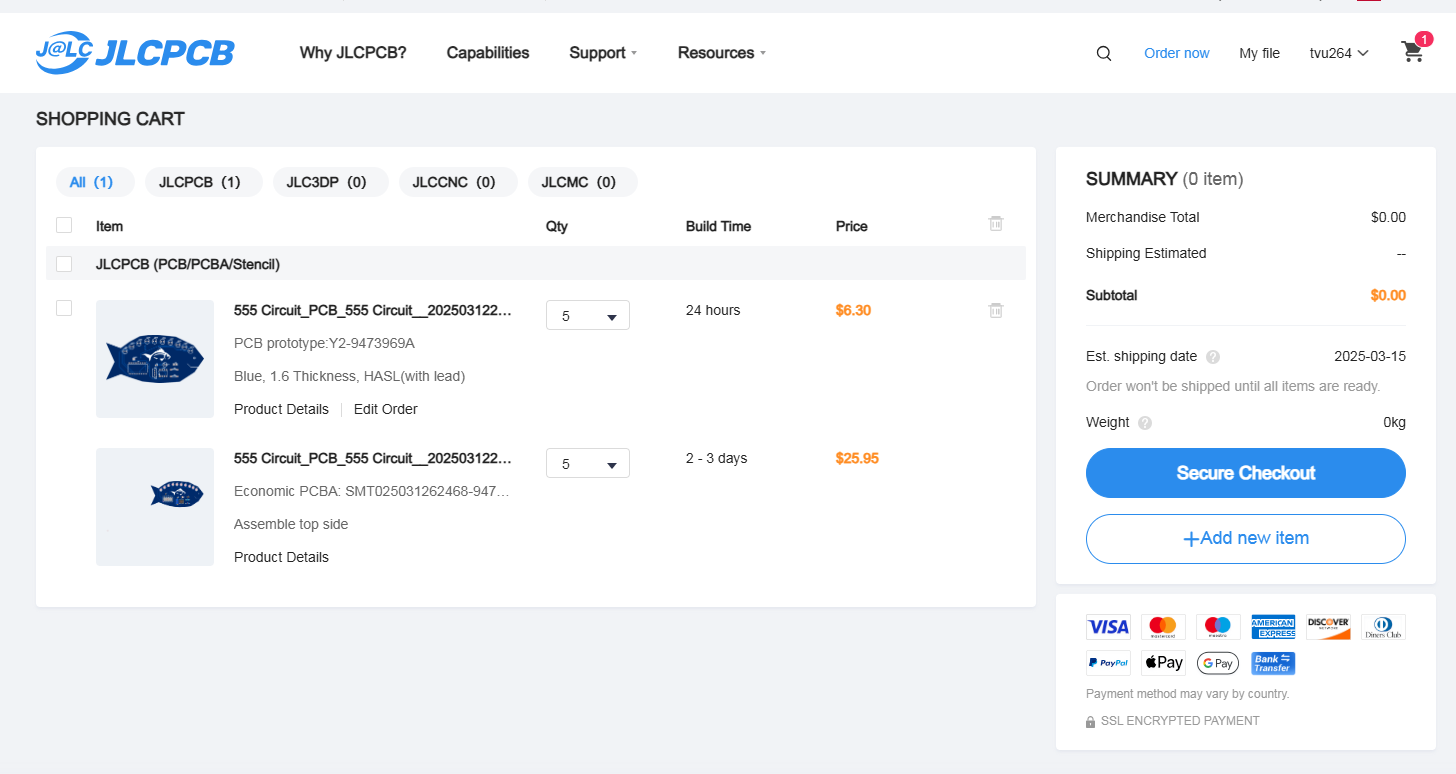 J@LC JLCPCB
Why JLCPCB? Capabilities Support Resources Order now My file tvu264 1
SHOPPING CART
All (1) JLCPCB (1) JLC3DP (0) JLCCNC (0) JLCMC (0)
Item Qty Build Time Price
JLCPCB (PCB/PCBA/Stencil)
555 Circuit_PCB_555 Circuit__202503122... 5 24 hours $6.30
PCB prototype:Y2-9473969A
Blue, 1.6 Thickness, HASL(with lead)
Product Details Edit Order
555 Circuit_PCB_555 Circuit__202503122... 5 2 - 3 days $25.95
Economic PCBA: SMT025031262468-947...
Assemble top side
Product Details
SUMMARY (0 item)
Merchandise Total $0.00
Shipping Estimated --
Subtotal $0.00
Est. shipping date ? 2025-03-15
Order won't be shipped until all items are ready.
Weight ? 0kg
Secure Checkout
+Add new item
VISA mastercard maestro AMERICAN EXPRESS DISCOVER NETWORK Diners Club
PayPal Pay G Pay Bank Transfer
Payment method may vary by country.
SSL ENCRYPTED PAYMENT